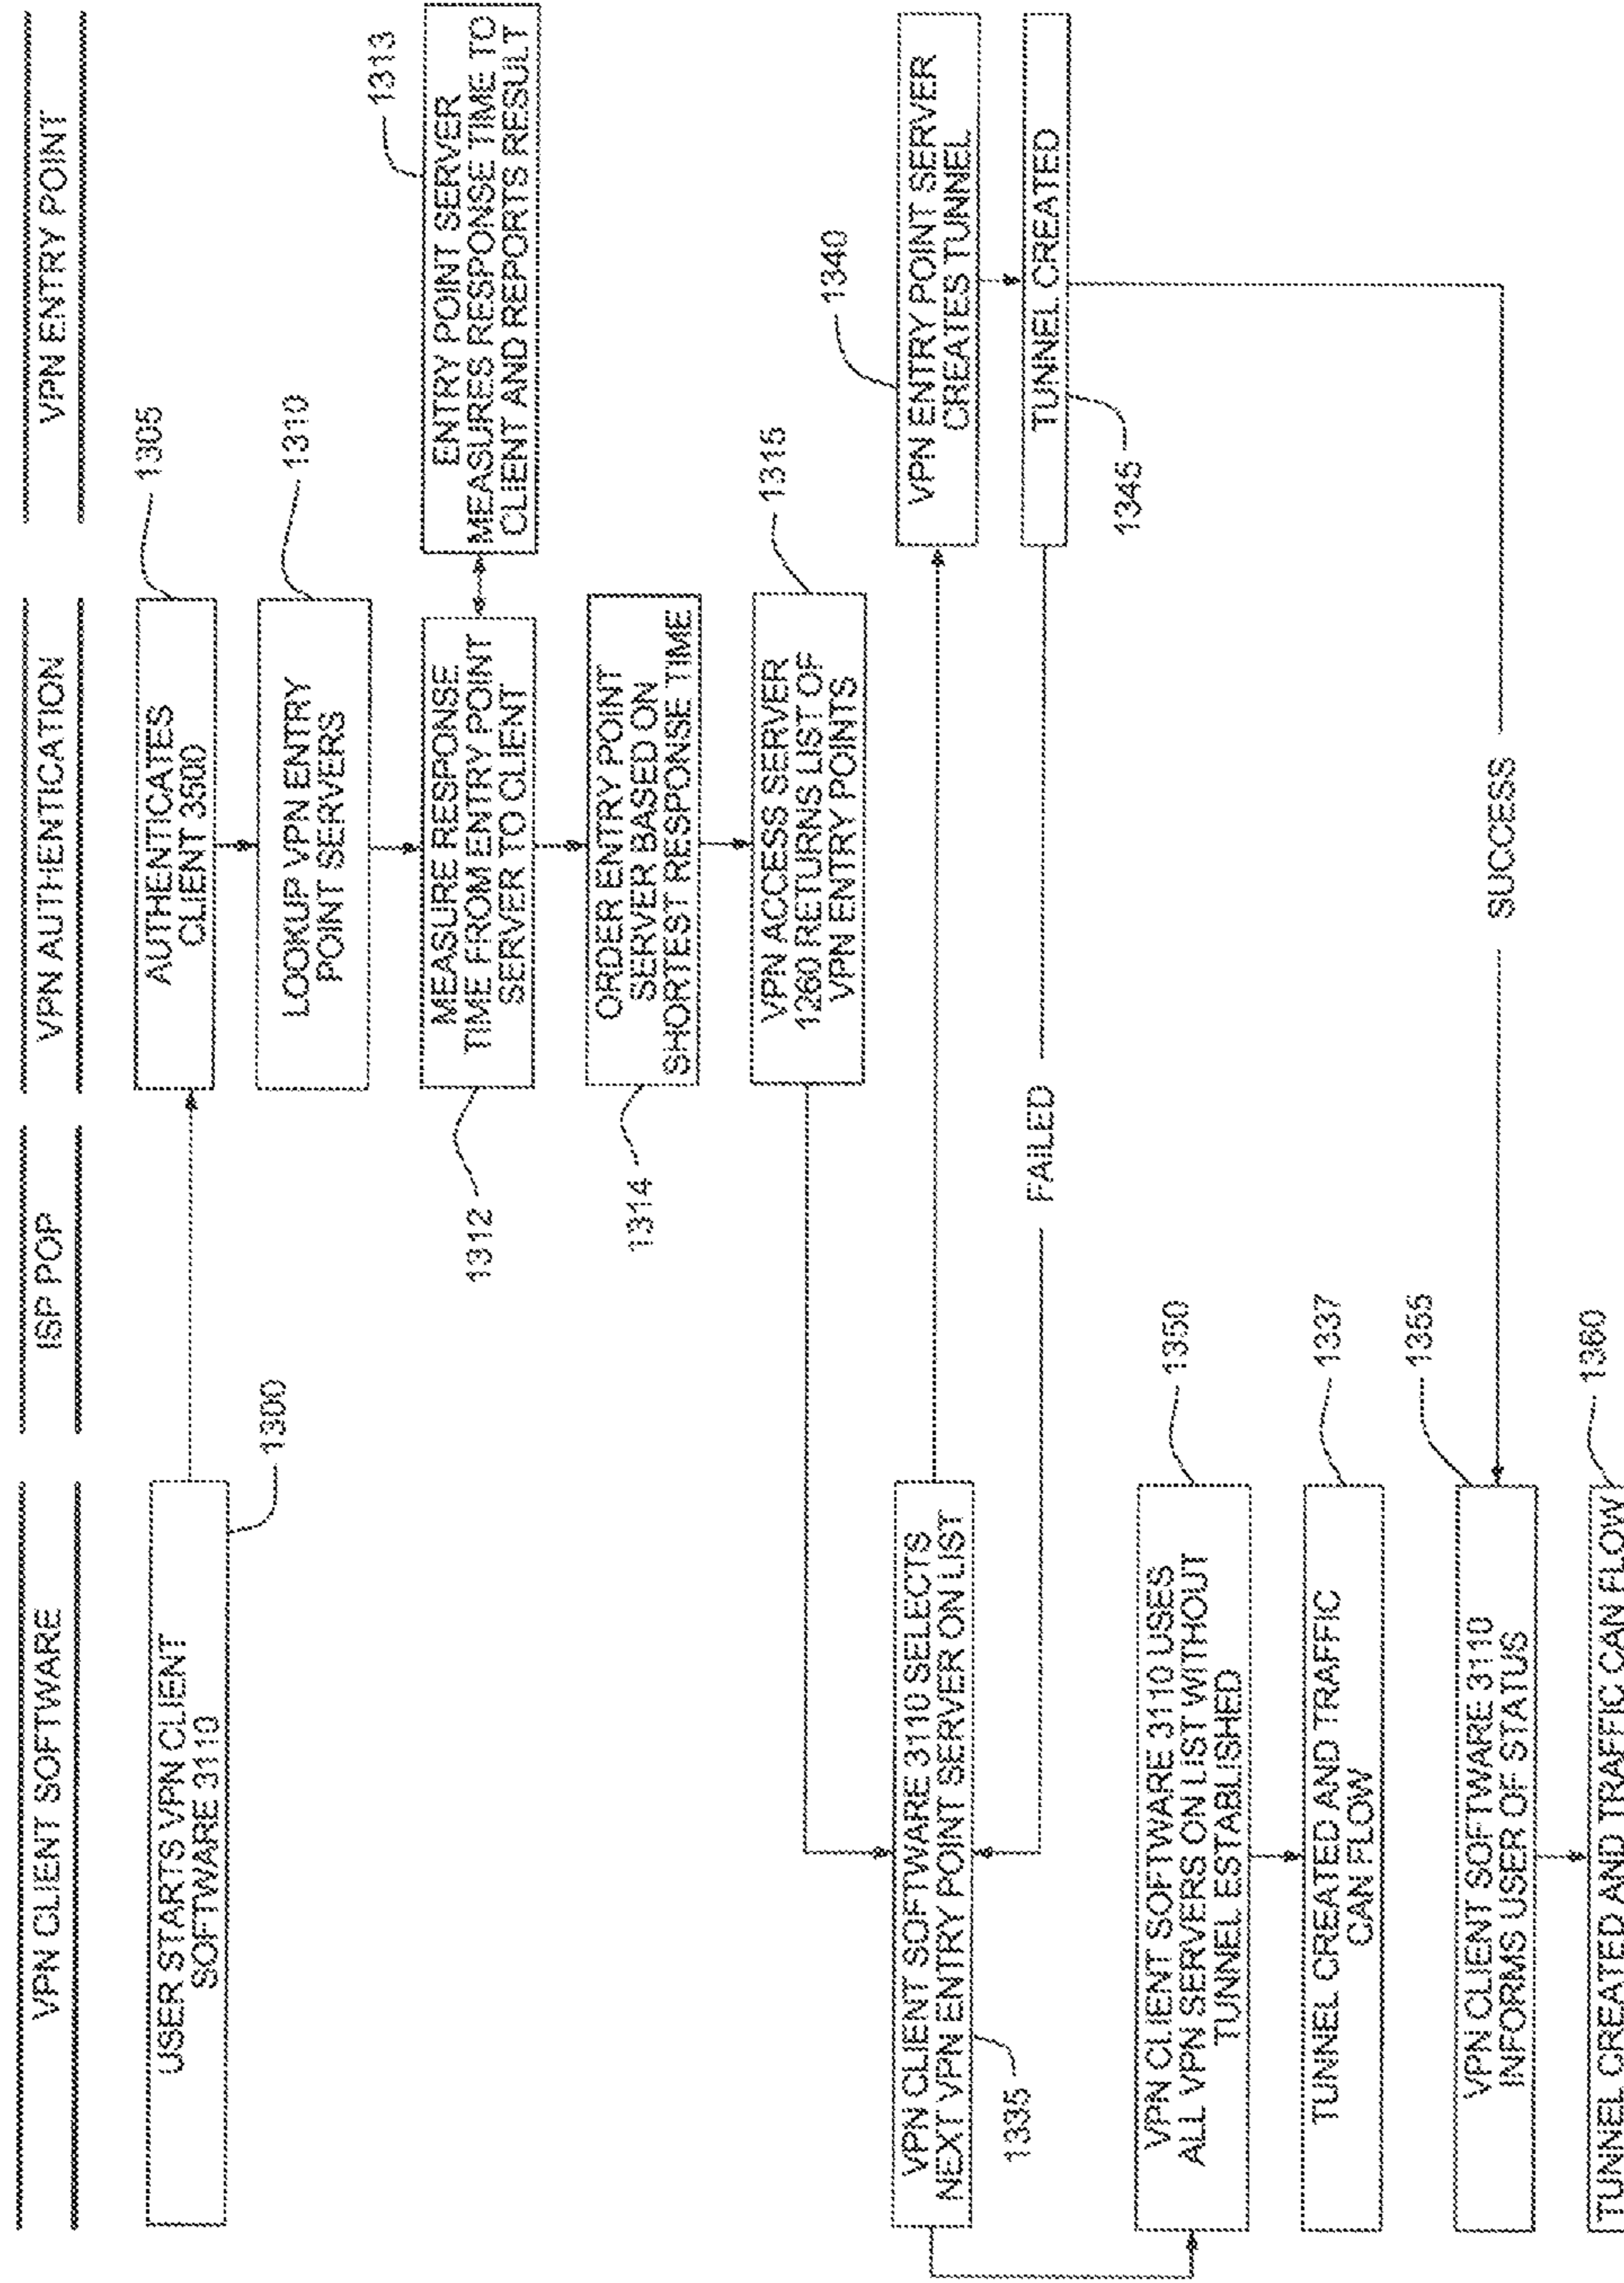 VPN CLIENT SOFTWARE
ISP POP
VPN AUTHENTICATION
VPN ENTRY POINT
USER STARTS VPN CLIENT
SOFTWARE 3110
1300
AUTHENTICATES
CLIENT 3500
1305
LOOKUP VPN ENTRY
POINT SERVERS
1310
MEASURE RESPONSE
TIME FROM ENTRY POINT
SERVER TO CLIENT
1312
ENTRY POINT SERVER
MEASURES RESPONSE TIME TO
CLIENT AND REPORTS RESULT
1313
ORDER ENTRY POINT
SERVER BASED ON
SHORTEST RESPONSE TIME
1314
VPN ACCESS SERVER
1260 RETURNS LIST OF
VPN ENTRY POINTS
1315
VPN CLIENT SOFTWARE 3110 SELECTS
NEXT VPN ENTRY POINT SERVER ON LIST
1335
VPN ENTRY POINT SERVER
CREATES TUNNEL
1340
TUNNEL CREATED
1345
FAILED
VPN CLIENT SOFTWARE 3110 USES
ALL VPN SERVERS ON LIST WITHOUT
TUNNEL ESTABLISHED
1350
TUNNEL CREATED AND TRAFFIC
CAN FLOW
1337
SUCCESS
VPN CLIENT SOFTWARE 3110
INFORMS USER OF STATUS
1355
TUNNEL CREATED AND TRAFFIC CAN FLOW
1360